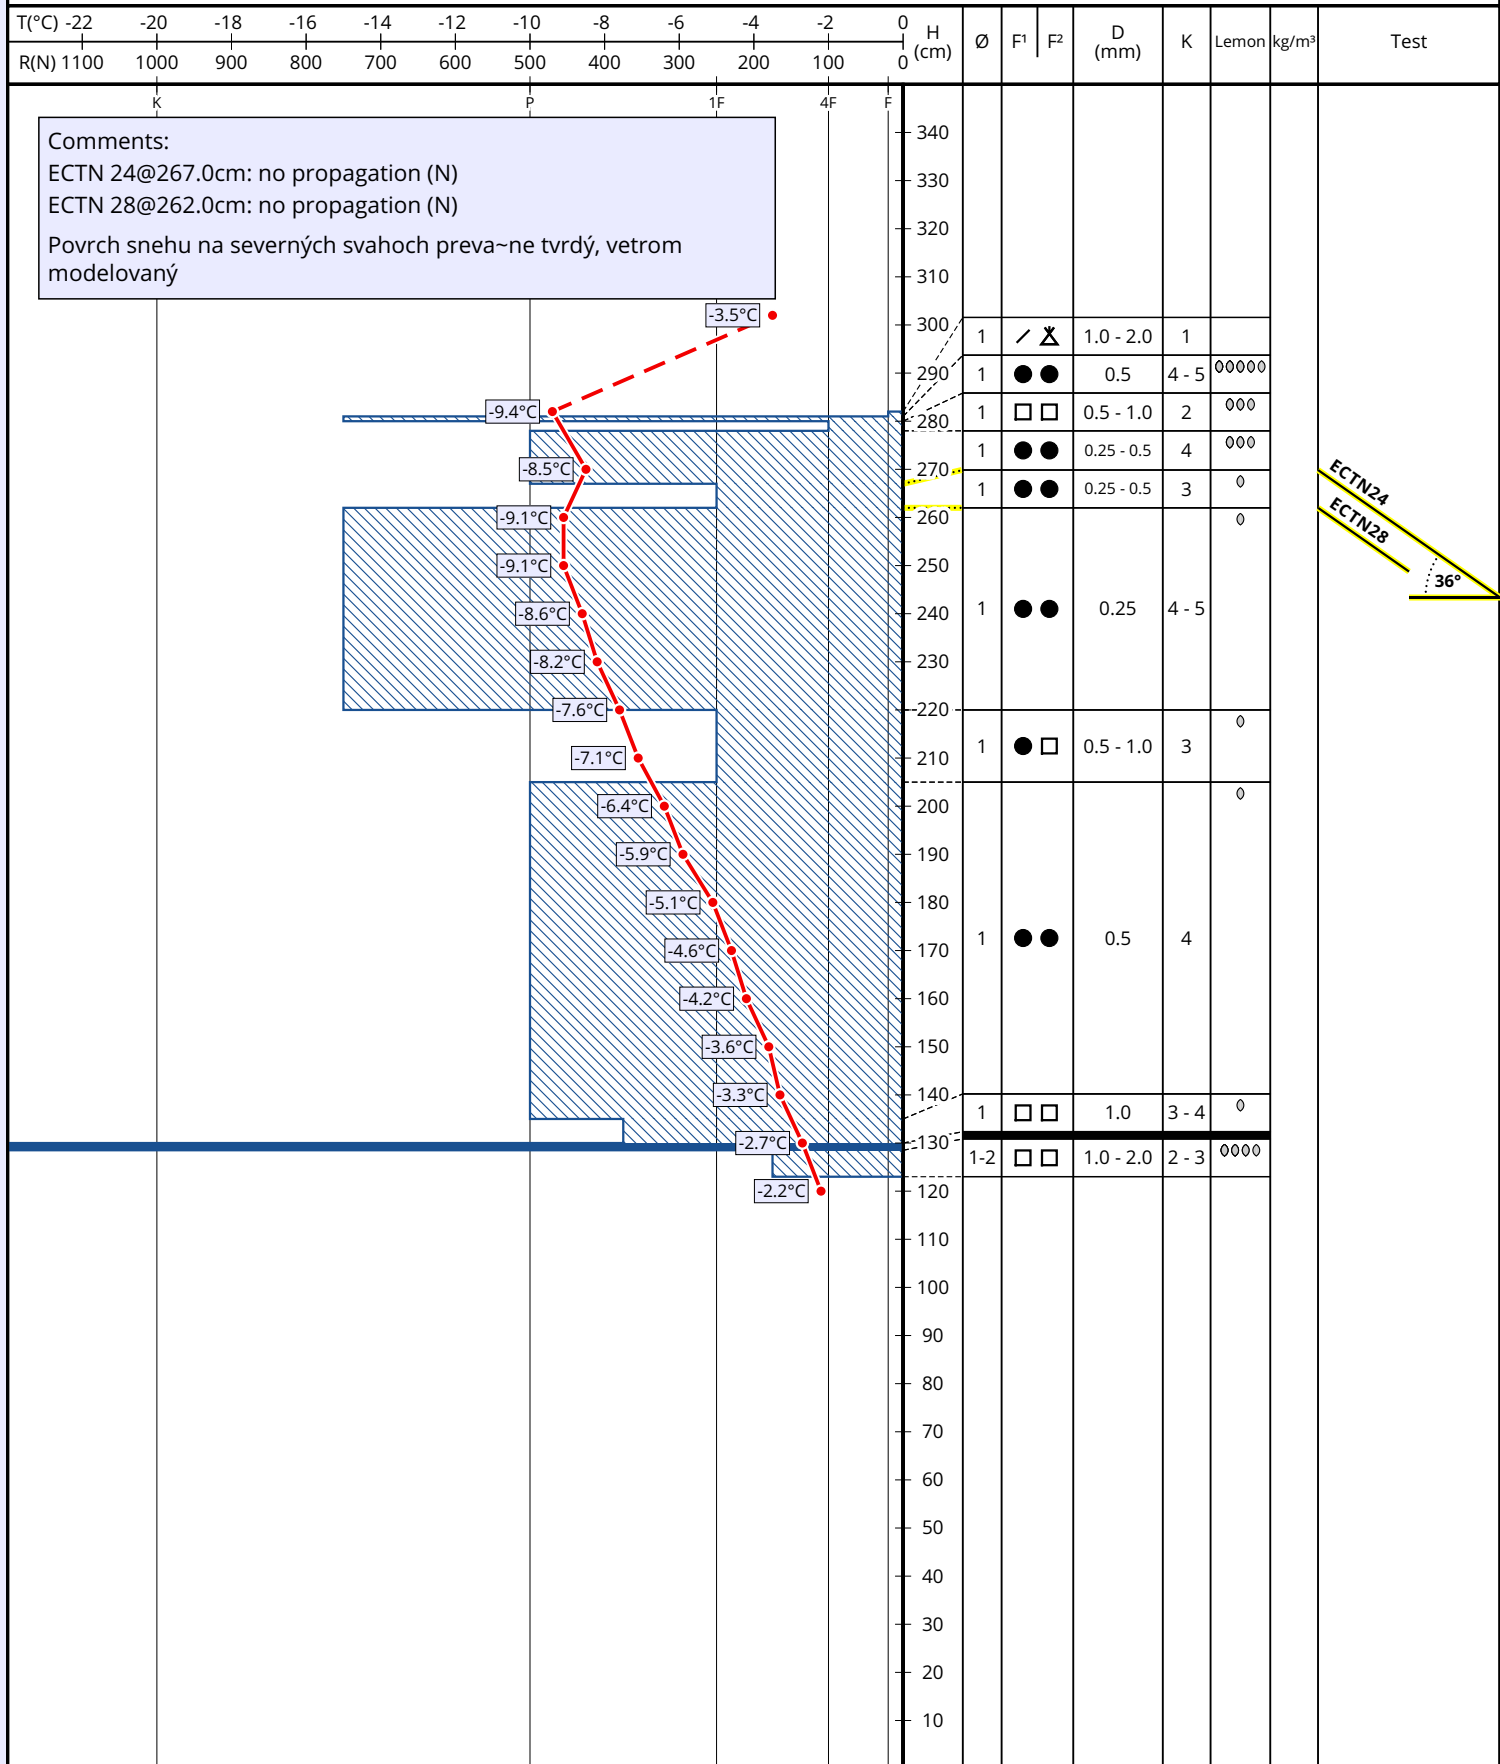 T(°C) -22 -20 -18 -16 -14 -12 -10 -8 -6 -4 -2 0
R(N) 1100 1000 900 800 700 600 500 400 300 200 100 0
H (cm) Ø F¹ F² D (mm) K Lemon kg/m³ Test
K P 1F 4F F
Comments:
ECTN 24@267.0cm: no propagation (N)
ECTN 28@262.0cm: no propagation (N)
Povrch snehu na severných svahoch preva~ne tvrdý, vetrom
modelovaný
340
330
320
310
-3.5°C 300
1 1.0 - 2.0 1
290 1 0.5 4 - 5
-9.4°C 280 1 0.5 - 1.0 2
1 0.25 - 0.5 4
-8.5°C 270
1 0.25 - 0.5 3
ECTN24
ECTN28
36°
-9.1°C 260
-9.1°C 250
-8.6°C 240 1 0.25 4 - 5
-8.2°C 230
-7.6°C 220
-7.1°C 210 1 0.5 - 1.0 3
-6.4°C 200
-5.9°C 190
-5.1°C 180
-4.6°C 170 1 0.5 4
-4.2°C 160
-3.6°C 150
-3.3°C 140
1 1.0 3 - 4
-2.7°C 130
1-2 1.0 - 2.0 2 - 3
-2.2°C 120
110
100
90
80
70
60
50
40
30
20
10